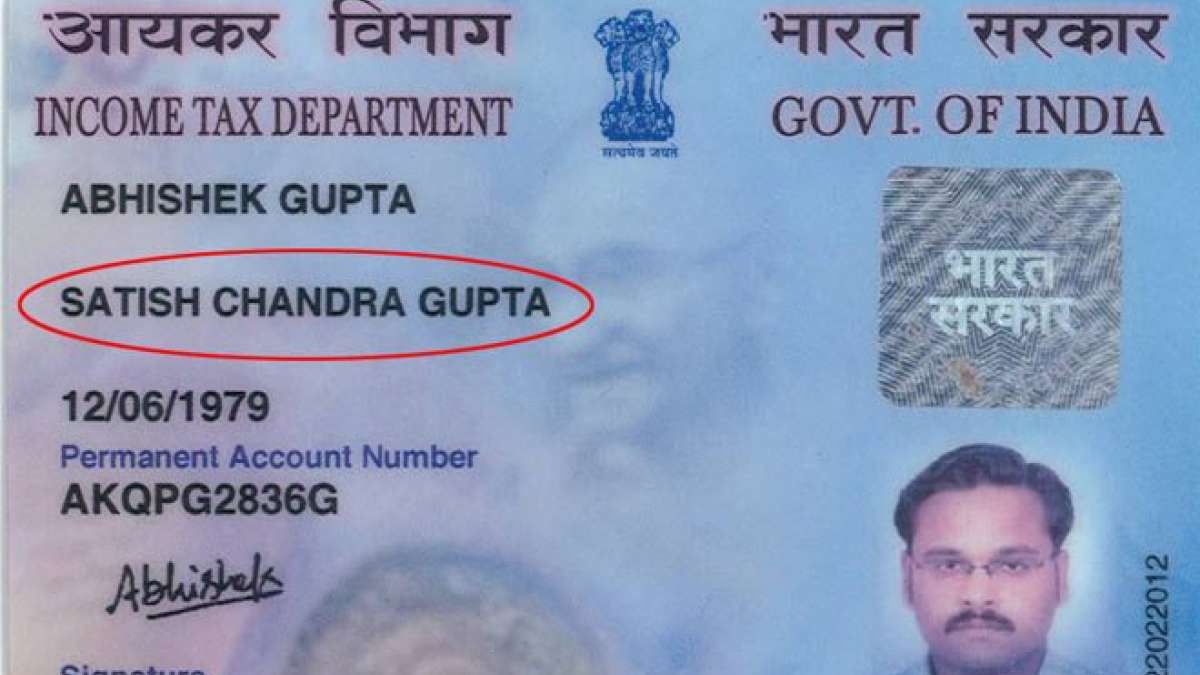 आयकर विभाग
भारत सरकार
INCOME TAX DEPARTMENT
GOVT. OF INDIA
सत्यमेव जयते
ABHISHEK GUPTA
SATISH CHANDRA GUPTA
भारत
सरकार
12/06/1979
Permanent Account Number
AKQPG2836G
Abhishek
Signature
22022012